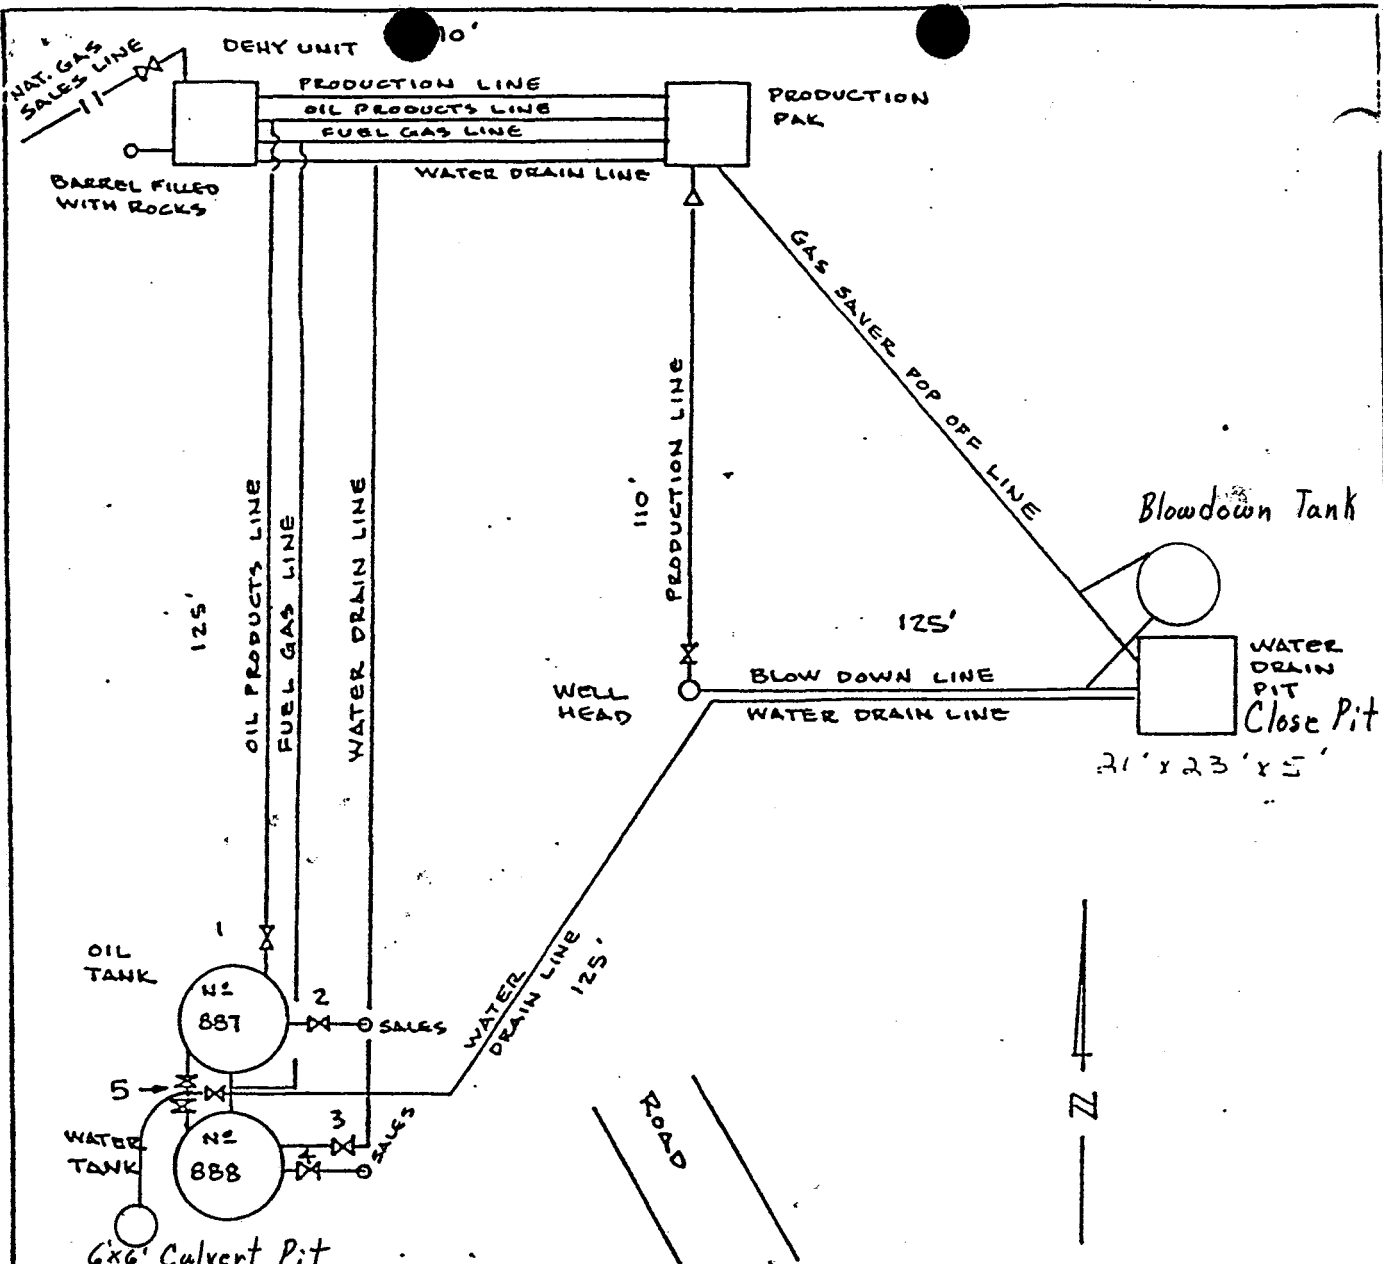 DEHY UNIT
10'
NAT. GAS
SALES LINE
PRODUCTION LINE
OIL PRODUCTS LINE
FUEL GAS LINE
WATER DRAIN LINE
PRODUCTION
PAK
BARREL FILLED
WITH ROCKS
GAS SAVER POP OFF LINE
PRODUCTION LINE
110'
OIL PRODUCTS LINE
FUEL GAS LINE
WATER DRAIN LINE
125'
Blowdown Tank
125'
WELL
HEAD
BLOW DOWN LINE
WATER DRAIN LINE
WATER
DRAIN
PIT
Close Pit
21' x 23' x 5'
1
OIL
TANK
Nº
887
2
SALES
WATER
DRAIN LINE
125'
5
3
4
SALES
WATER
TANK
Nº
888
ROAD
N
6'x6' Culvert Pit